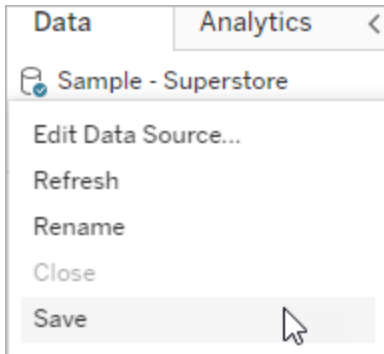 Data Analytics <
Sample - Superstore
Edit Data Source...
Refresh
Rename
Close
Save